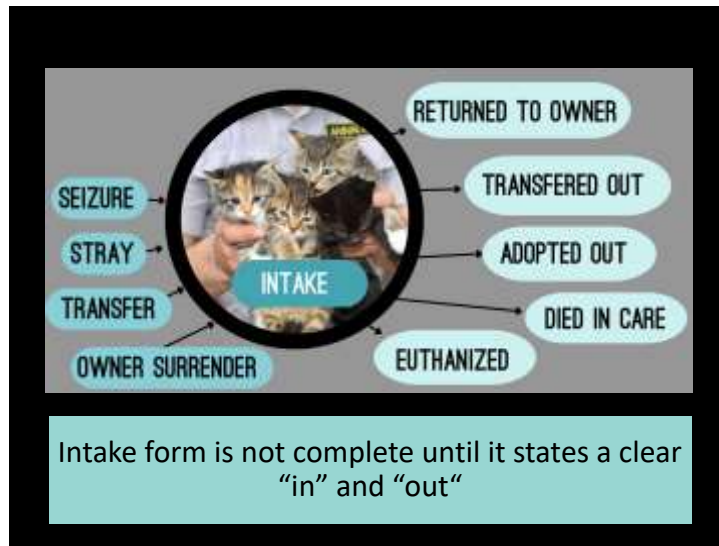 RETURNED TO OWNER
SEIZURE
TRANSFERED OUT
STRAY
ADOPTED OUT
INTAKE
TRANSFER
DIED IN CARE
OWNER SURRENDER
EUTHANIZED
Intake form is not complete until it states a clear
“in” and “out“